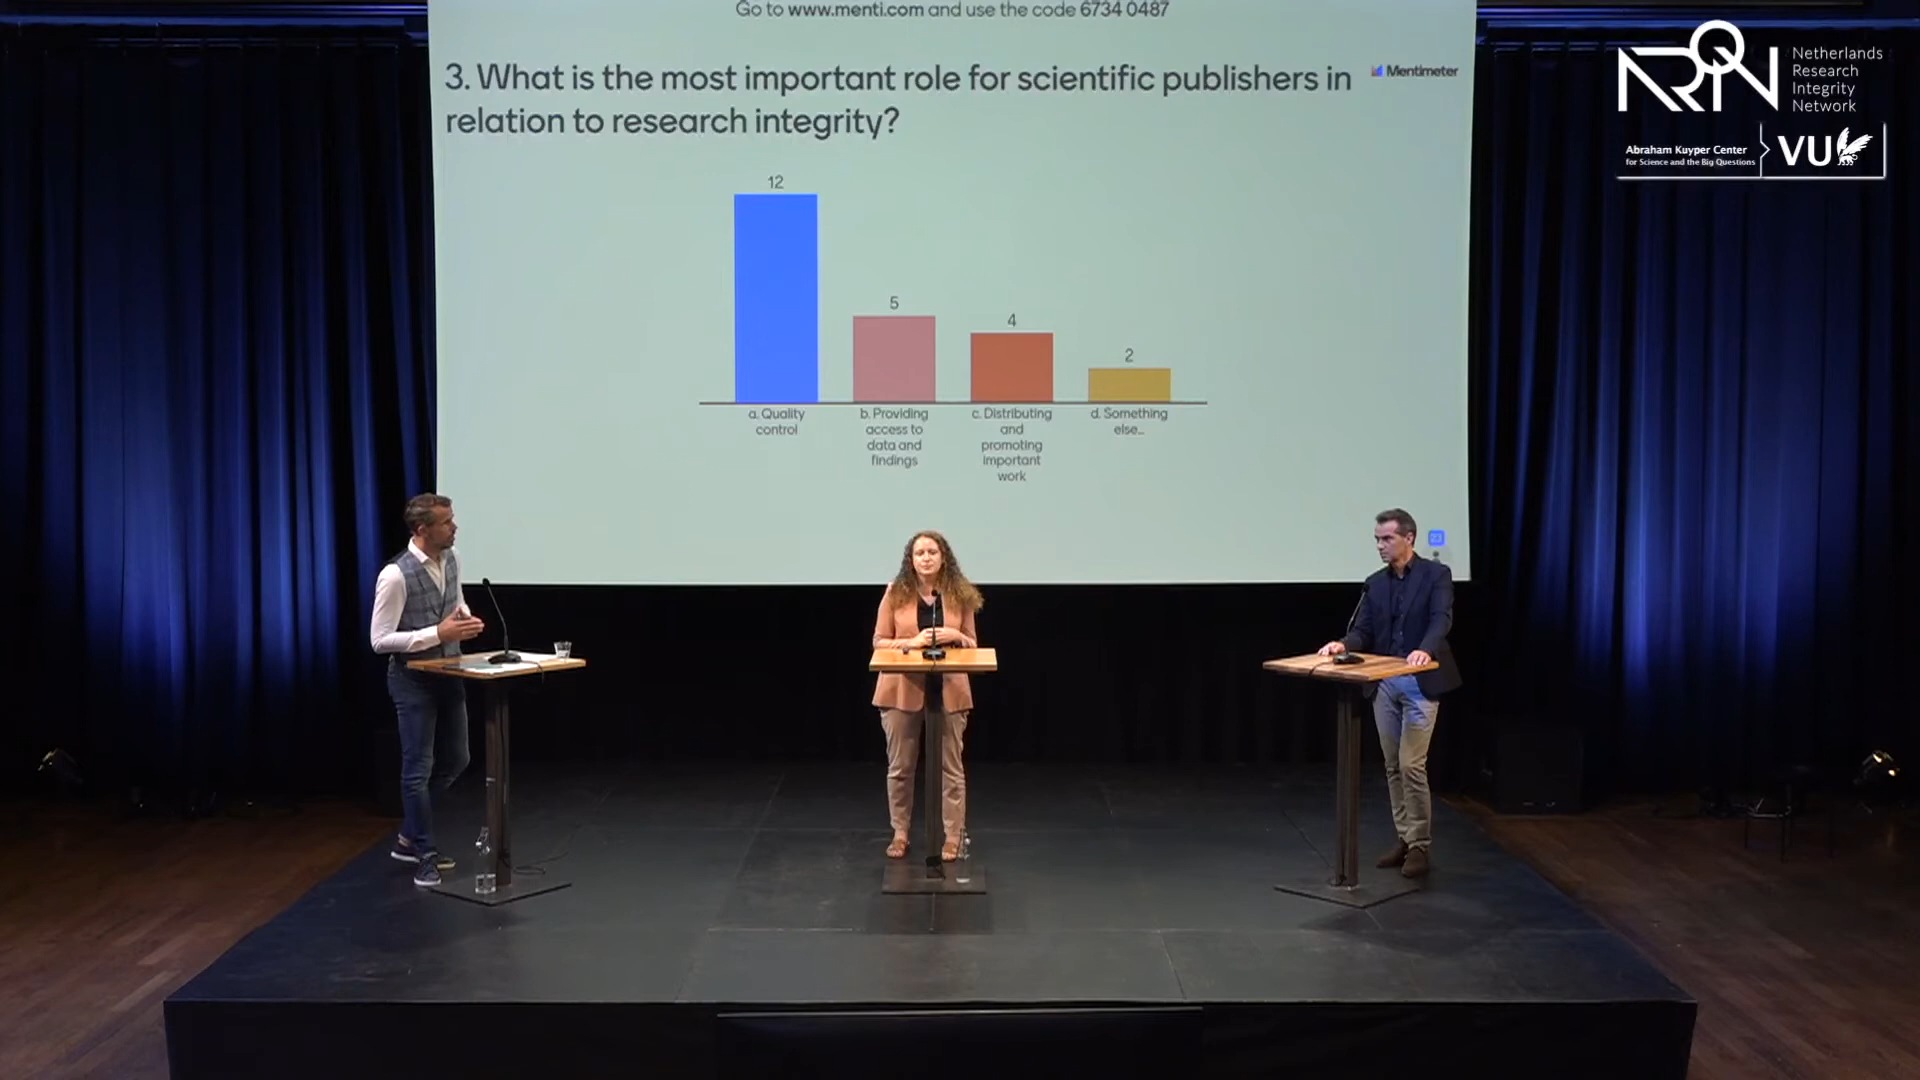 Go to www.menti.com and use the code 6734 0487
3. What is the most important role for scientific publishers in
relation to research integrity?
Mentimeter
12
5
4
2
a. Quality
control
b. Providing
access to
data and
findings
c. Distributing
and
promoting
important
work
d. Something
else...
23
NRIN
Netherlands
Research
Integrity
Network
Abraham Kuyper Center
for Science and the Big Questions
VU